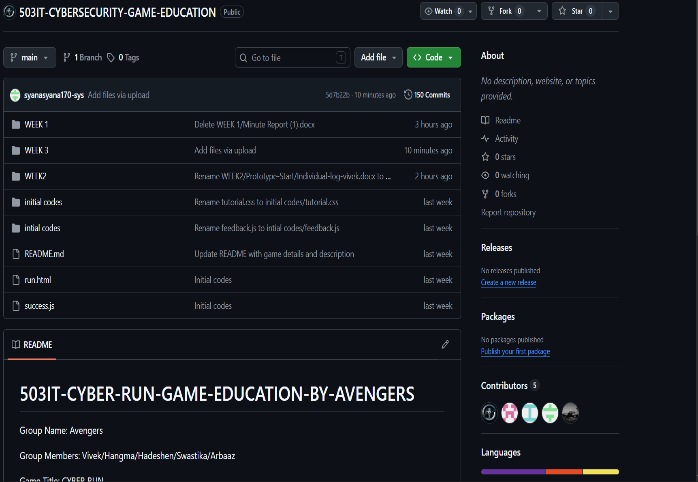 503IT-CYBERSECURITY-GAME-EDUCATION Public
Watch 0 Fork 0 Star 0
main 1 Branch 0 Tags Go to file Add file Code
syanasyana170-sys Add files via upload 10 minutes ago 150 Commits
WEEK 1 Delete WEEK 1/Minute Report (1).docx 3 hours ago
WEEK 3 Add files via upload 10 minutes ago
WEEK2 Rename WEEK2/Prototype-Start/Individual-log-vivek.docx to ... 2 hours ago
initial codes Rename tutorial.css to initial codes/tutorial.css last week
intial codes Rename feedback.js to intial codes/feedback.js last week
README.md Update README with game details and description last week
run.html Initial codes last week
success.js Initial codes last week
README
503IT-CYBER-RUN-GAME-EDUCATION-BY-AVENGERS
Group Name: Avengers
Group Members: Vivek/Hangma/Hadeshen/Swastika/Arbaaz
Game Title: CYBER RUN
About
No description, website, or topics
provided.
Readme
Activity
0 stars
0 watching
0 forks
Report repository
Releases
No releases published
Create a new release
Packages
No packages published
Publish your first package
Contributors 5
Languages